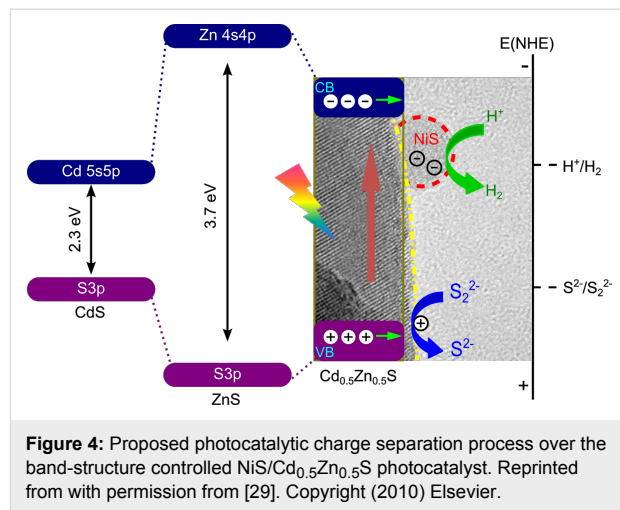 Zn 4s4p
E(NHE)
-
CB
− − −
NiS
H⁺
− −
H₂
H⁺/H₂
Cd 5s5p
2.3 eV
3.7 eV
S3p
CdS
S²⁻/S₂²⁻
S₂²⁻
+
S²⁻
+ + +
VB
S3p
ZnS
Cd₀.₅Zn₀.₅S
+
Figure 4: Proposed photocatalytic charge separation process over the
band-structure controlled NiS/Cd₀.₅Zn₀.₅S photocatalyst. Reprinted
from with permission from [29]. Copyright (2010) Elsevier.